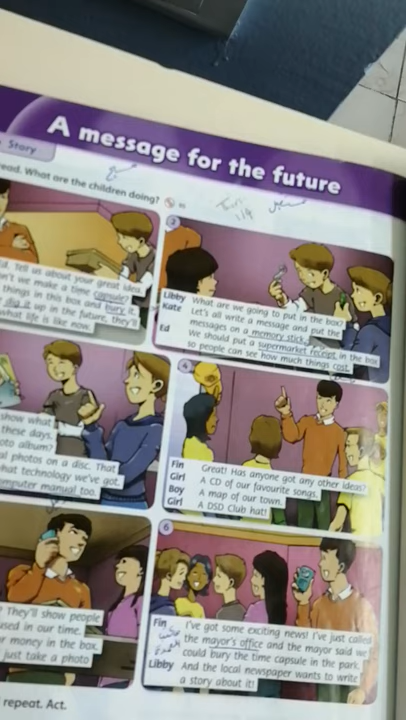 A message for the future
Story
read. What are the children doing?
Ed. Tell us about your great idea.
n't we make a time capsule?
things in this box and bury it.
dig it up in the future, they'll
what life is like now.
2
Libby What are we going to put in the box?
Kate Let's all write a message and put the
messages on a memory stick.
Ed We should put a supermarket receipt in the box
so people can see how much things cost.
show what
these days.
oto album?
al photos on a disc. That
hat technology we've got.
omputer manual too.
4
Fin Great! Has anyone got any other ideas?
Girl A CD of our favourite songs.
Boy A map of our town.
Girl A DSD Club hat!
? They'll show people
used in our time.
r money in the box.
just take a photo
6
Fin I've got some exciting news! I've just called
the mayor's office and the mayor said we
could bury the time capsule in the park.
Libby And the local newspaper wants to write
a story about it!
repeat. Act.